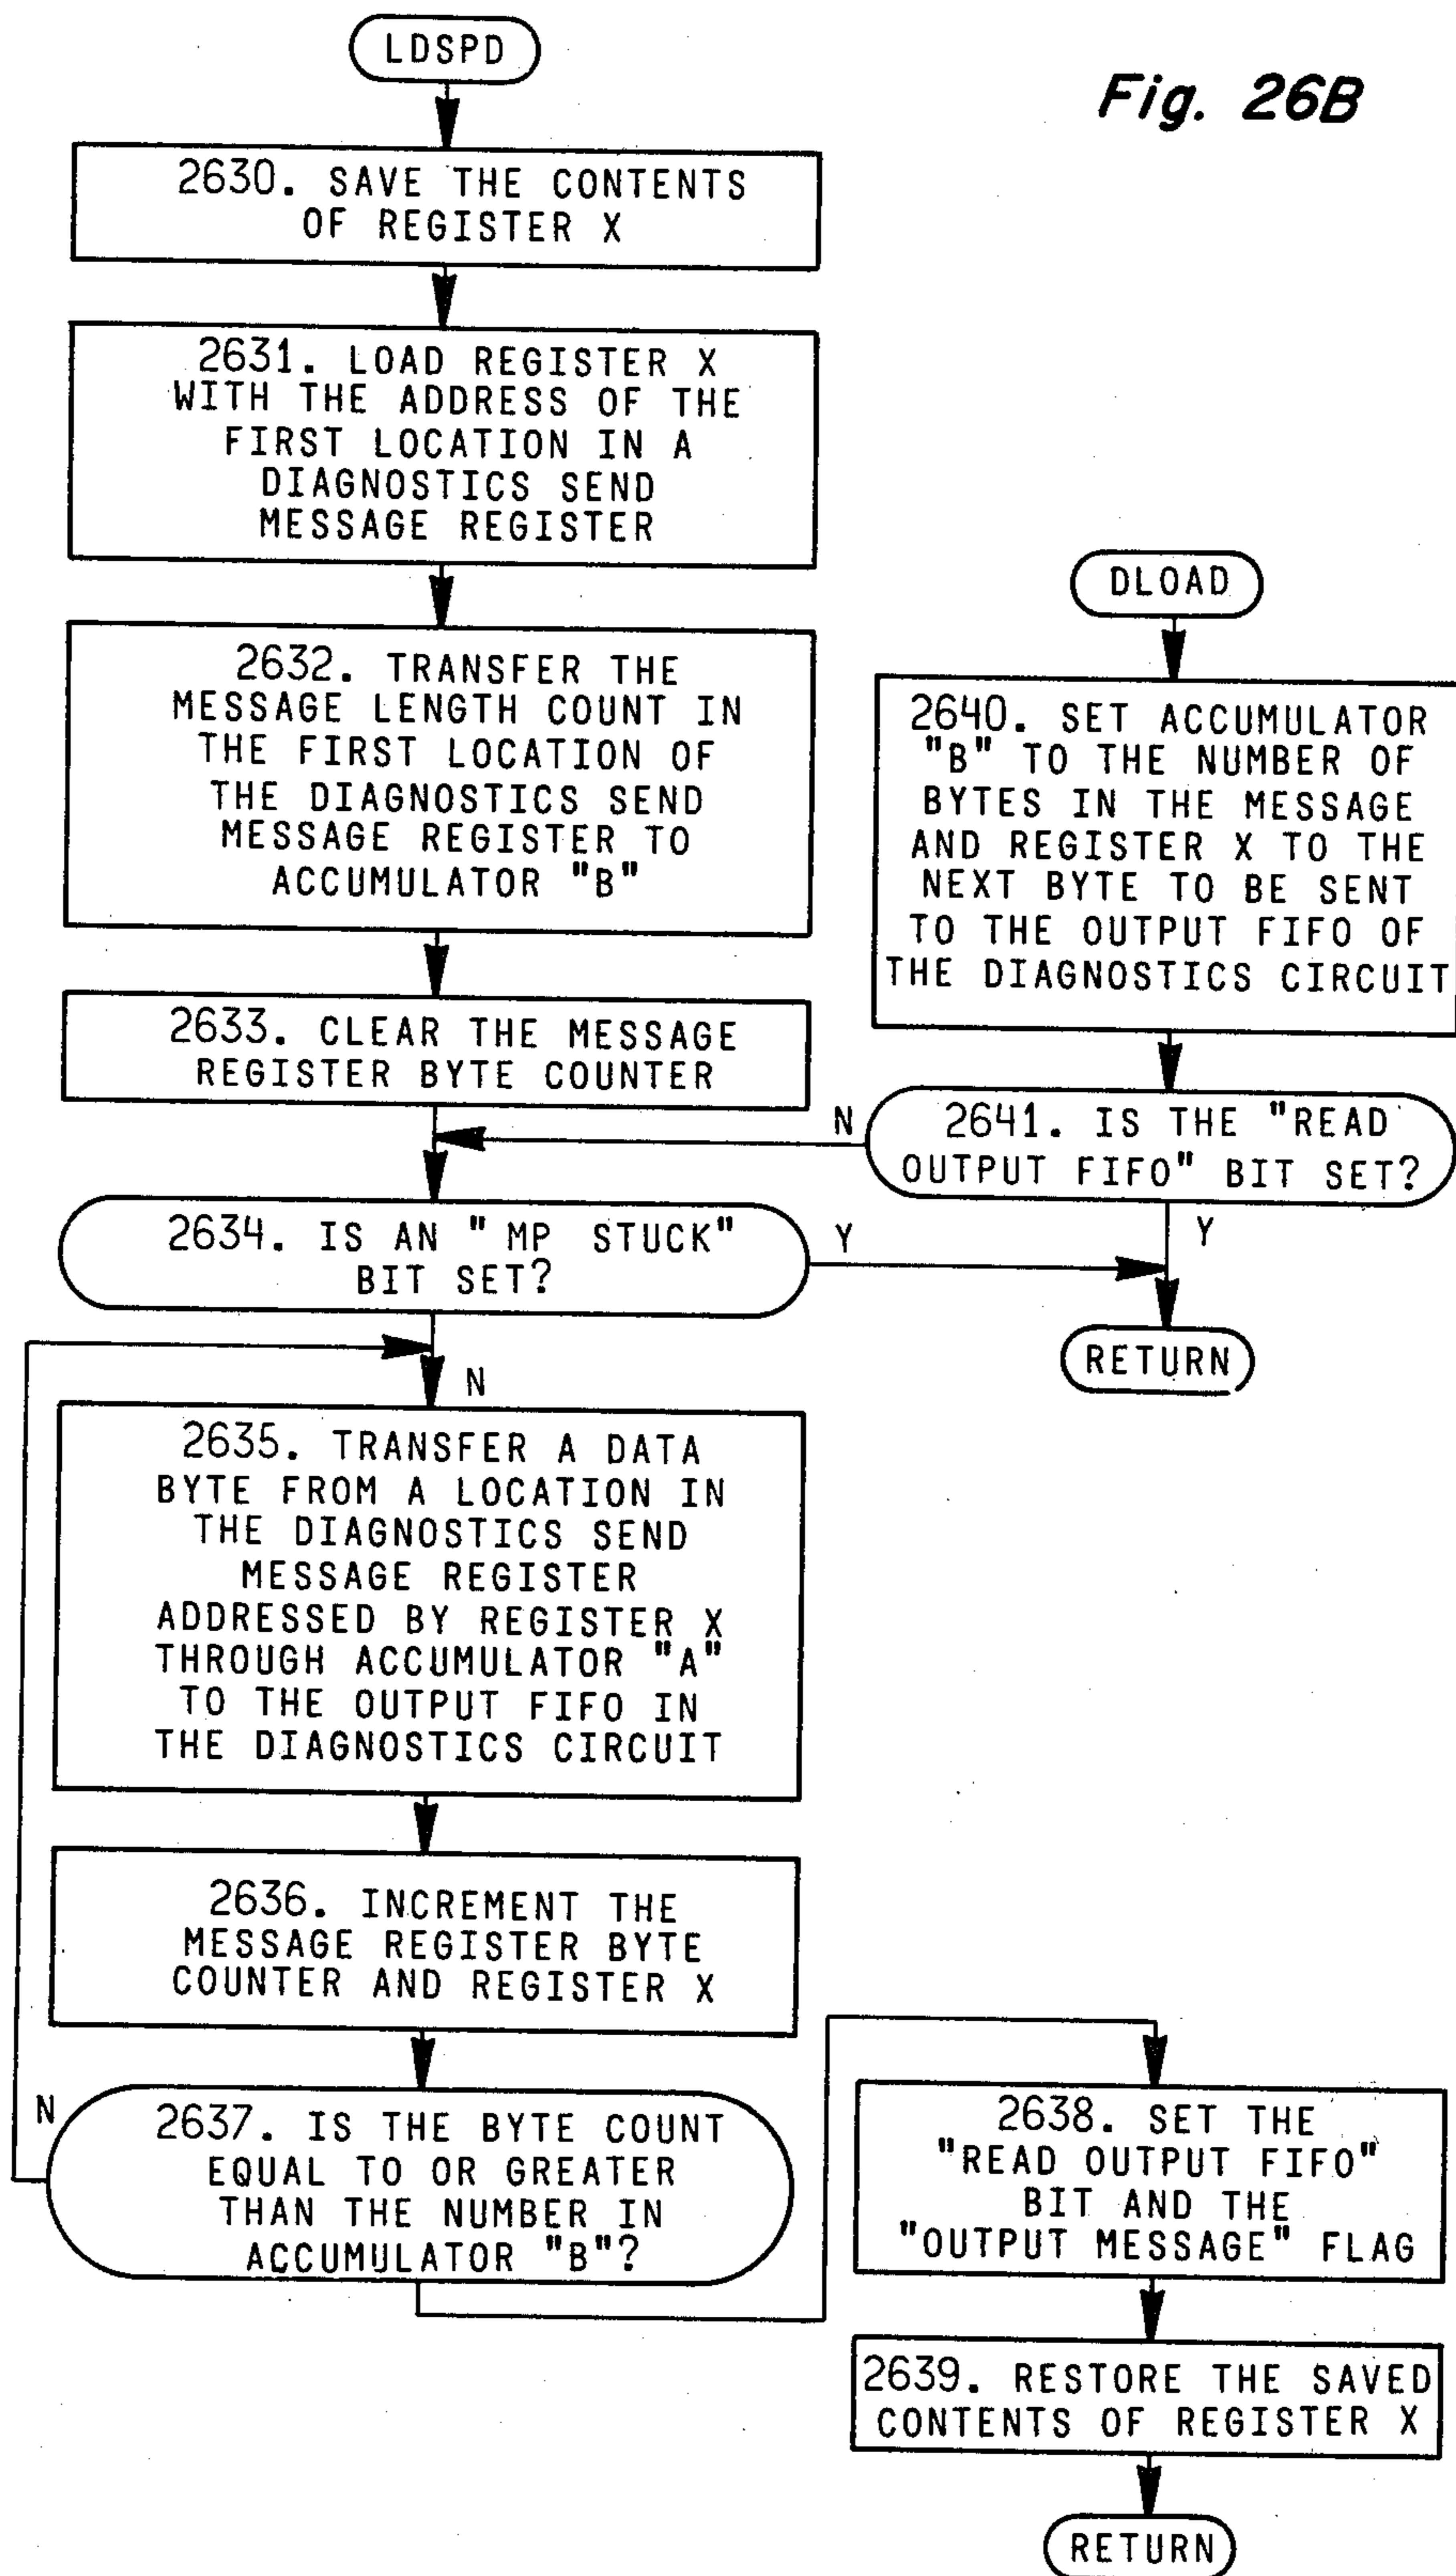 Fig. 26B
LDSPD
2630. SAVE THE CONTENTS
OF REGISTER X
2631. LOAD REGISTER X
WITH THE ADDRESS OF THE
FIRST LOCATION IN A
DIAGNOSTICS SEND
MESSAGE REGISTER
2632. TRANSFER THE
MESSAGE LENGTH COUNT IN
THE FIRST LOCATION OF
THE DIAGNOSTICS SEND
MESSAGE REGISTER TO
ACCUMULATOR "B"
2633. CLEAR THE MESSAGE
REGISTER BYTE COUNTER
2634. IS AN "MP STUCK"
BIT SET?
Y
N
2635. TRANSFER A DATA
BYTE FROM A LOCATION IN
THE DIAGNOSTICS SEND
MESSAGE REGISTER
ADDRESSED BY REGISTER X
THROUGH ACCUMULATOR "A"
TO THE OUTPUT FIFO IN
THE DIAGNOSTICS CIRCUIT
2636. INCREMENT THE
MESSAGE REGISTER BYTE
COUNTER AND REGISTER X
N
2637. IS THE BYTE COUNT
EQUAL TO OR GREATER
THAN THE NUMBER IN
ACCUMULATOR "B"?
DLOAD
2640. SET ACCUMULATOR
"B" TO THE NUMBER OF
BYTES IN THE MESSAGE
AND REGISTER X TO THE
NEXT BYTE TO BE SENT
TO THE OUTPUT FIFO OF
THE DIAGNOSTICS CIRCUIT
N
2641. IS THE "READ
OUTPUT FIFO" BIT SET?
Y
RETURN
2638. SET THE
"READ OUTPUT FIFO"
BIT AND THE
"OUTPUT MESSAGE" FLAG
2639. RESTORE THE SAVED
CONTENTS OF REGISTER X
RETURN